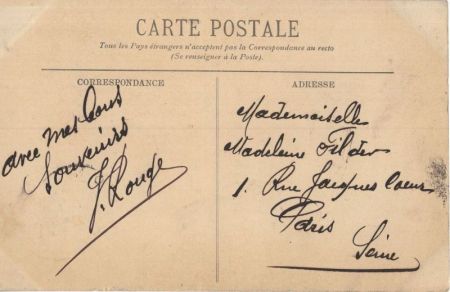 CARTE POSTALE
Tous les Pays étrangers n'acceptent pas la Correspondance au recto
(Se renseigner à la Poste)
CORRESPONDANCE
avec mes bons
souvenirs
J. Rouge
ADRESSE
Mademoiselle
Madeleine
1. Rue Jacques Coeur
Paris
Seine